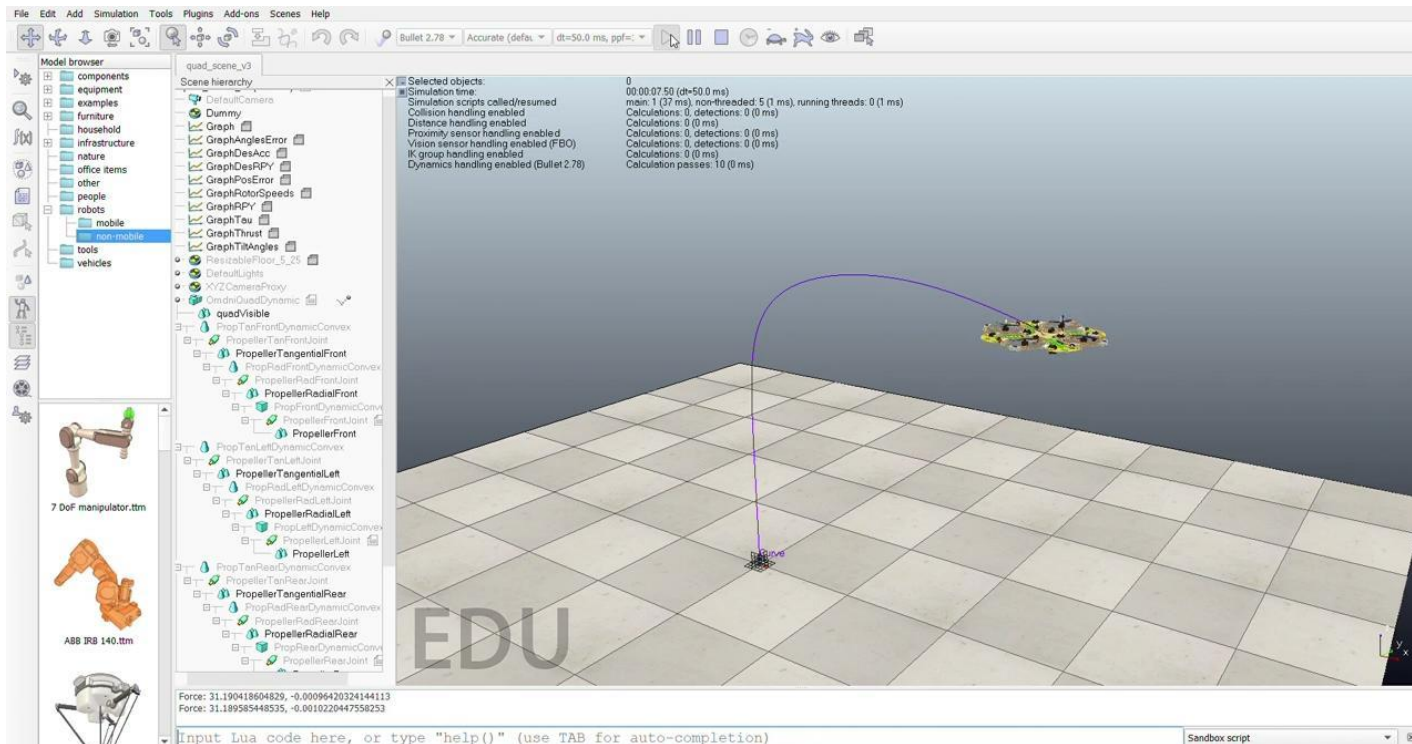 File Edit Add Simulation Tools Plugins Add-ons Scenes Help
Bullet 2.78 Accurate (defau dt=50.0 ms, ppf=
Model browser
components
equipment
examples
furniture
household
infrastructure
nature
office items
other
people
robots
mobile
non-mobile
tools
vehicles
7 DoF manipulator.ttm
ABB IRB 140.ttm
quad_scene_v3
Scene hierarchy
DefaultCamera
Dummy
Graph
GraphAnglesError
GraphDesAcc
GraphDesRPY
GraphPosError
GraphRotorSpeeds
GraphRPY
GraphTau
GraphThrust
GraphTiltAngles
ResizableFloor_5_25
DefaultLights
XYZCameraProxy
OmdniQuadDynamic
quadVisible
PropTanFrontDynamicConvex
PropellerTanFrontJoint
PropellerTangentialFront
PropRadFrontDynamicConvex
PropellerRadFrontJoint
PropellerRadialFront
PropFrontDynamicConve
PropellerFrontJoint
PropellerFront
PropTanLeftDynamicConvex
PropellerTanLeftJoint
PropellerTangentialLeft
PropRadLeftDynamicConvex
PropellerRadLeftJoint
PropellerRadialLeft
PropLeftDynamicConvex
PropellerLeftJoint
PropellerLeft
PropTanRearDynamicConvex
PropellerTanRearJoint
PropellerTangentialRear
PropRadRearDynamicConvex
PropellerRadRearJoint
PropellerRadialRear
PropRearDynamicConv
PropellerRearJoint
Selected objects: 0
Simulation time: 00:00:07.50 (dt=50.0 ms)
Simulation scripts called/resumed main: 1 (37 ms), non-threaded: 5 (1 ms), running threads: 0 (1 ms)
Collision handling enabled Calculations: 0, detections: 0 (0 ms)
Distance handling enabled Calculations: 0 (0 ms)
Proximity sensor handling enabled Calculations: 0, detections: 0 (0 ms)
Vision sensor handling enabled (FBO) Calculations: 0, detections: 0 (0 ms)
IK group handling enabled Calculations: 0 (0 ms)
Dynamics handling enabled (Bullet 2.78) Calculation passes: 10 (0 ms)
Curve
EDU
y
x
Force: 31.190418604829, -0.00096420324144113
Force: 31.189585448535, -0.0010220447558253
Input Lua code here, or type "help()" (use TAB for auto-completion)
Sandbox script